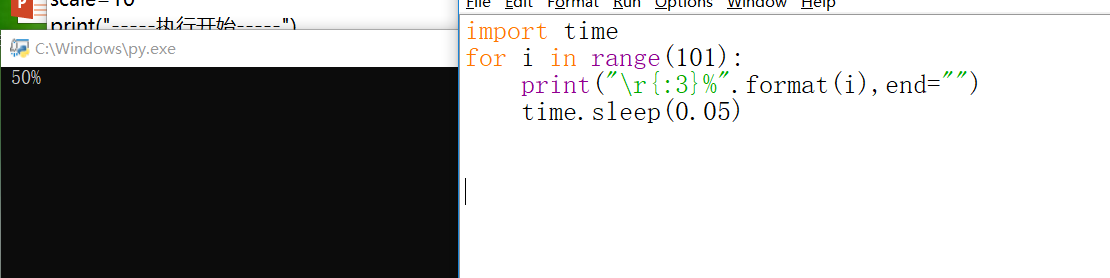 scale=10
print("-----执行开始-----")
C:\Windows\py.exe
50%
File Edit Format Run Options Window Help
import time
for i in range(101):
    print("\r{:3}%".format(i),end="")
    time.sleep(0.05)